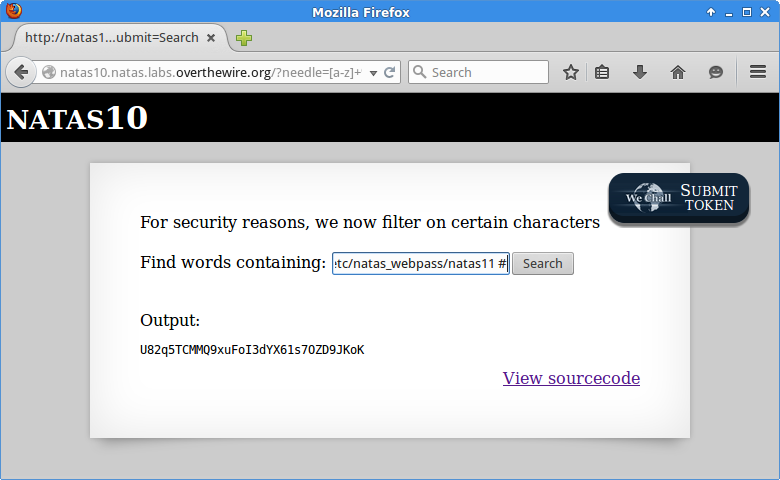 Mozilla Firefox
http://natas1...ubmit=Search
natas10.natas.labs.overthewire.org/?needle=[a-z]+
Search
NATAS10
We Chall
SUBMIT
TOKEN
For security reasons, we now filter on certain characters
Find words containing: etc/natas_webpass/natas11 # Search
Output:
U82q5TCMMQ9xuFoI3dYX61s7OZD9JKoK
View sourcecode